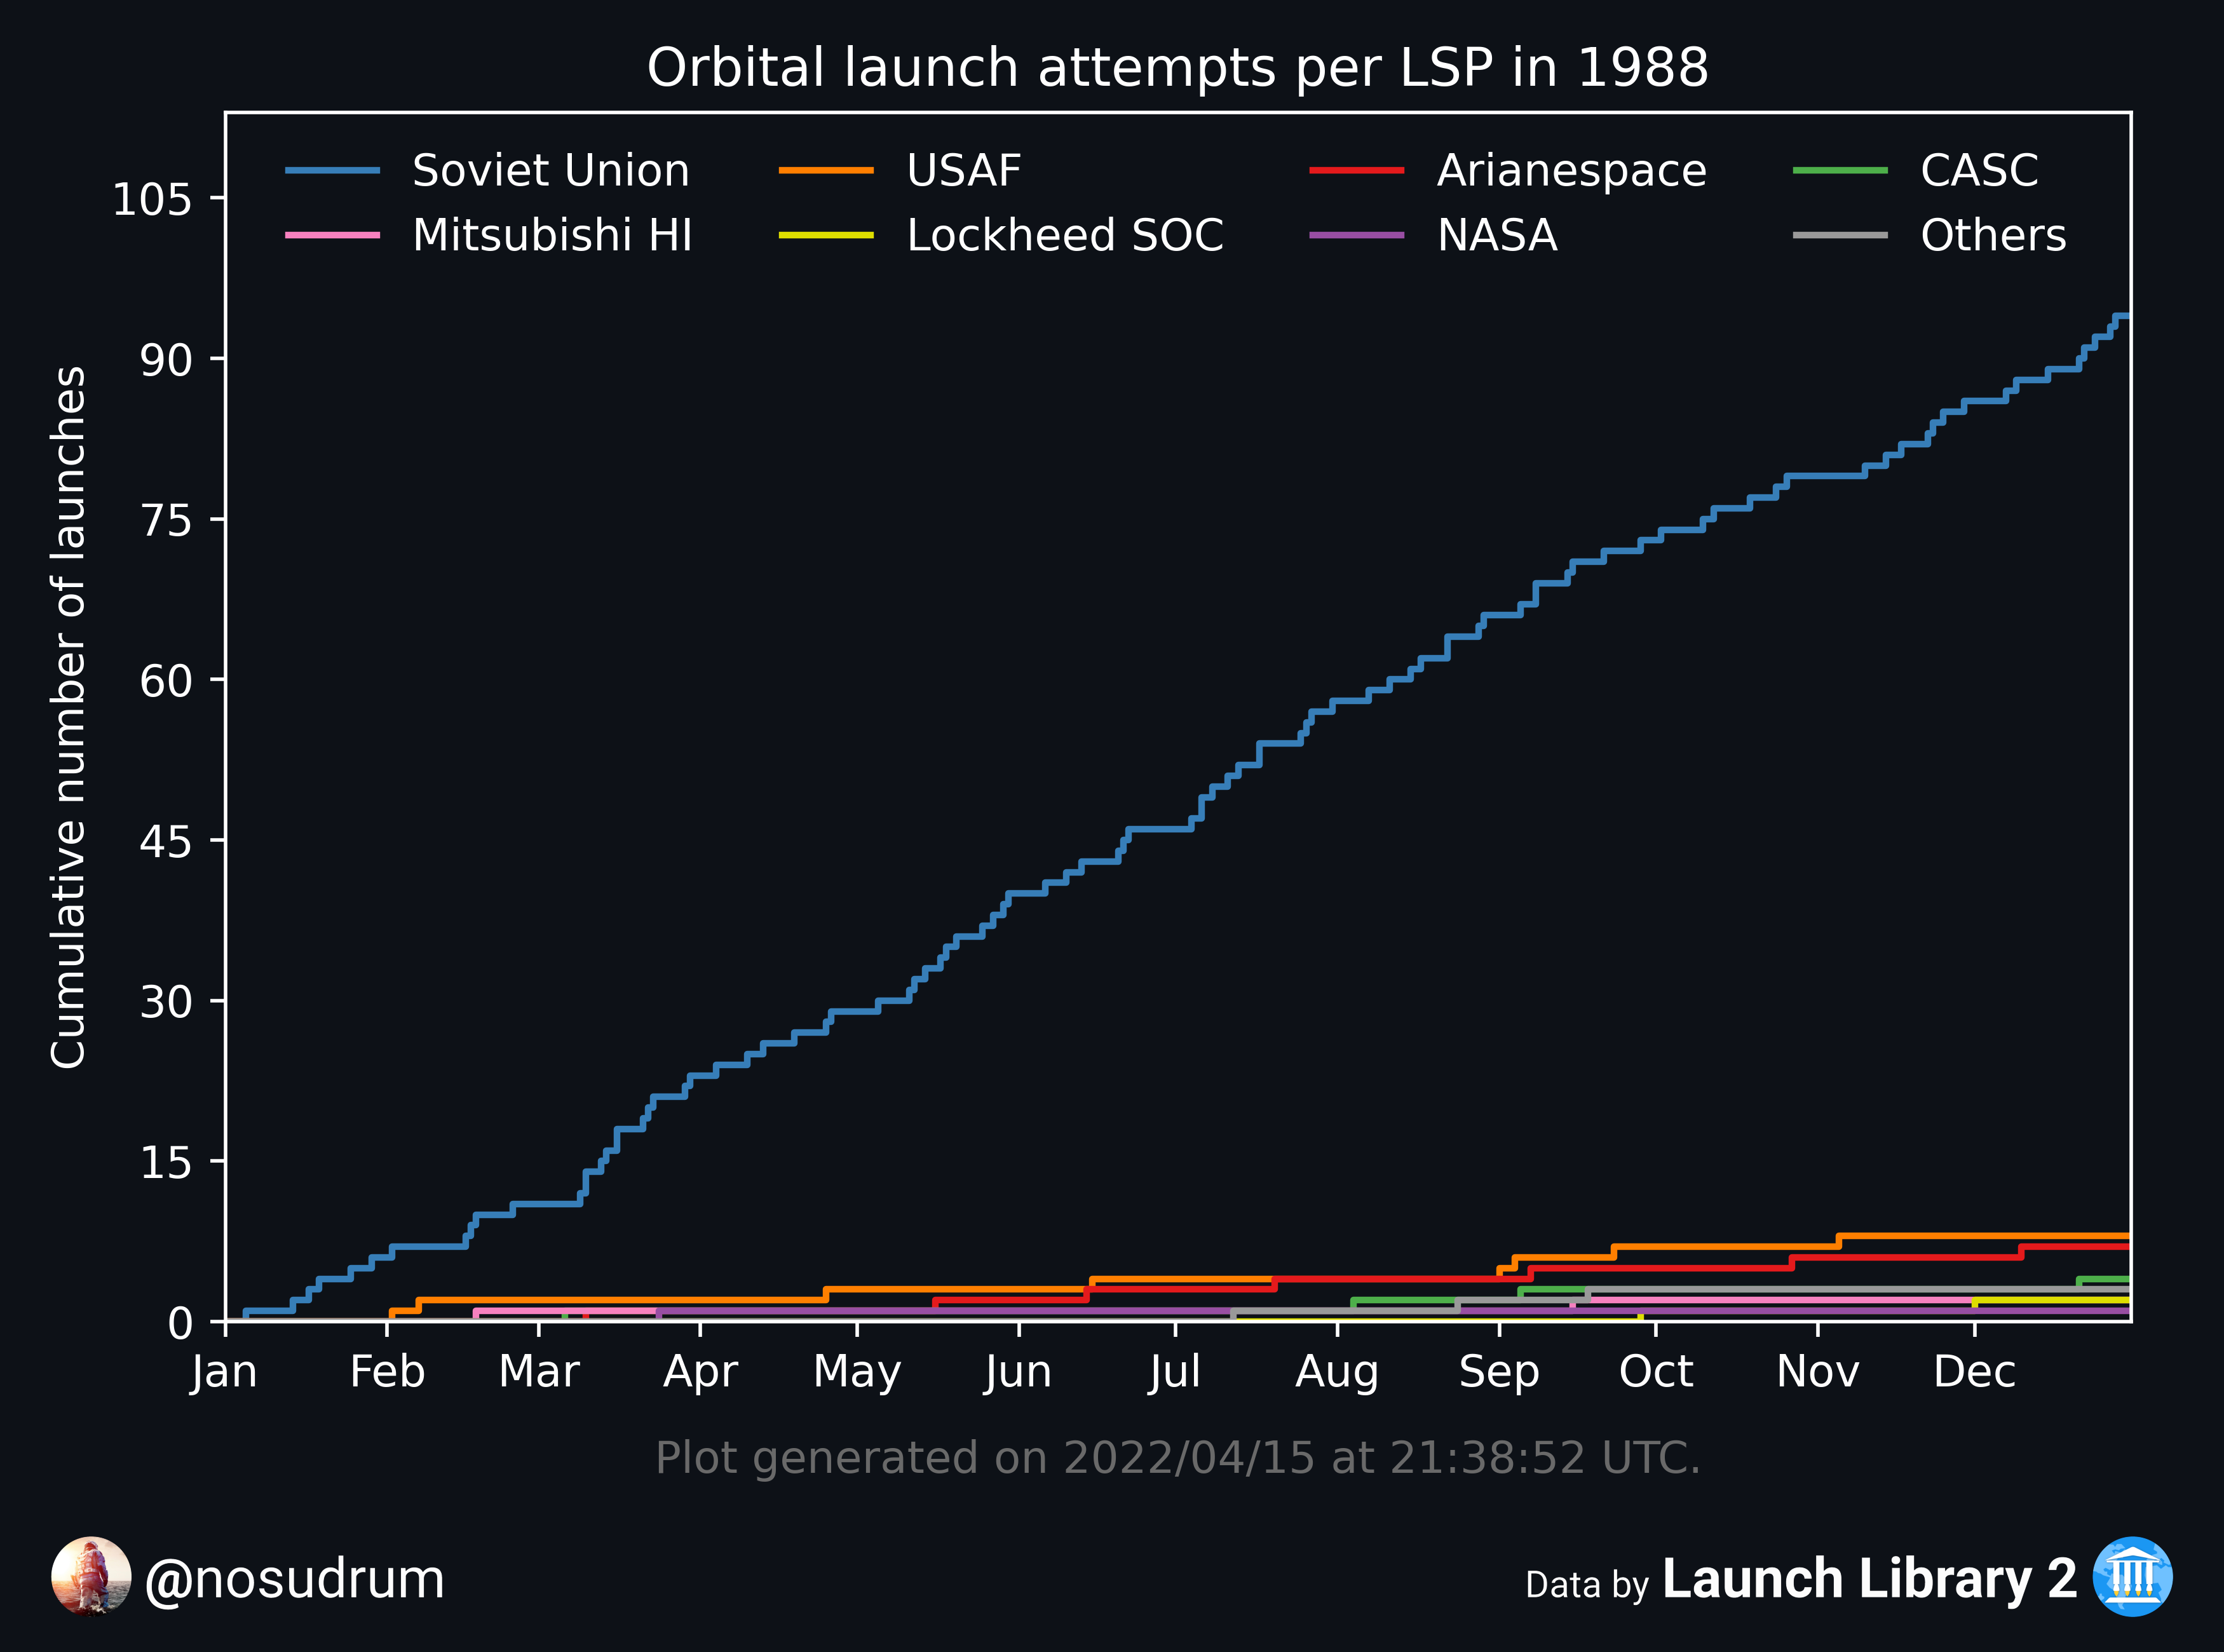 Orbital launch attempts per LSP in 1988
Soviet Union USAF Arianespace CASC
Mitsubishi HI Lockheed SOC NASA Others
Cumulative number of launches
105
90
75
60
45
30
15
0
Jan Feb Mar Apr May Jun Jul Aug Sep Oct Nov Dec
Plot generated on 2022/04/15 at 21:38:52 UTC.
@nosudrum
Data by Launch Library 2